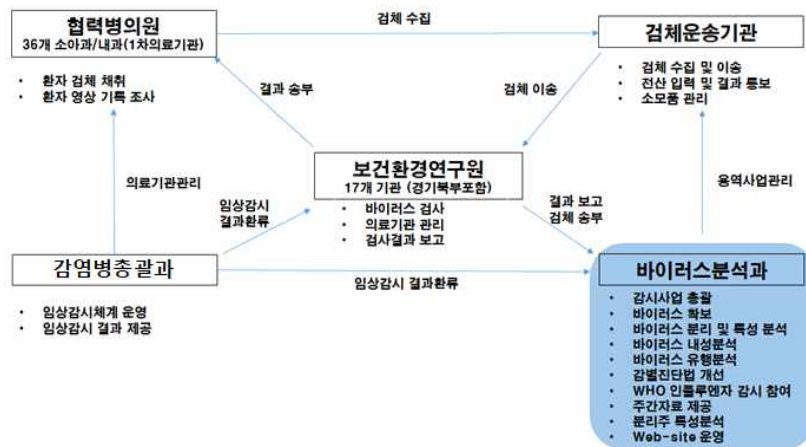 협력병의원
36개 소아과/내과(1차의료기관)
• 환자 검체 채취
• 환자 영상 기록 조사
검체 수집
검체운송기관
• 검체 수집 및 이송
• 전산 입력 및 결과 통보
• 소모품 관리
결과 송부
검체 이송
보건환경연구원
17개 기관 (경기북부포함)
• 바이러스 검사
• 의료기관 관리
• 검사결과 보고
의료기관관리
임상감시
결과환류
결과 보고
검체 송부
용역사업관리
감염병총괄과
• 임상감시체계 운영
• 임상감시 결과 제공
임상감시 결과환류
바이러스분석과
• 감시사업 총괄
• 바이러스 확보
• 바이러스 분리 및 특성 분석
• 바이러스 내성분석
• 바이러스 유행분석
• 감별진단법 개선
• WHO 인플루엔자 감시 참여
• 주간자료 제공
• 분리주 특성분석
• Web-site 운영